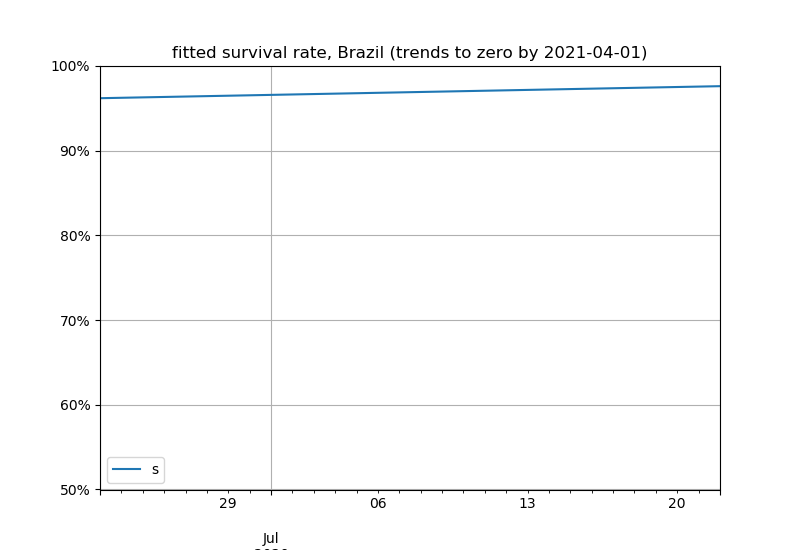 fitted survival rate, Brazil (trends to zero by 2021-04-01)
100%
90%
80%
70%
60%
50%
s
29 06 13 20
Jul